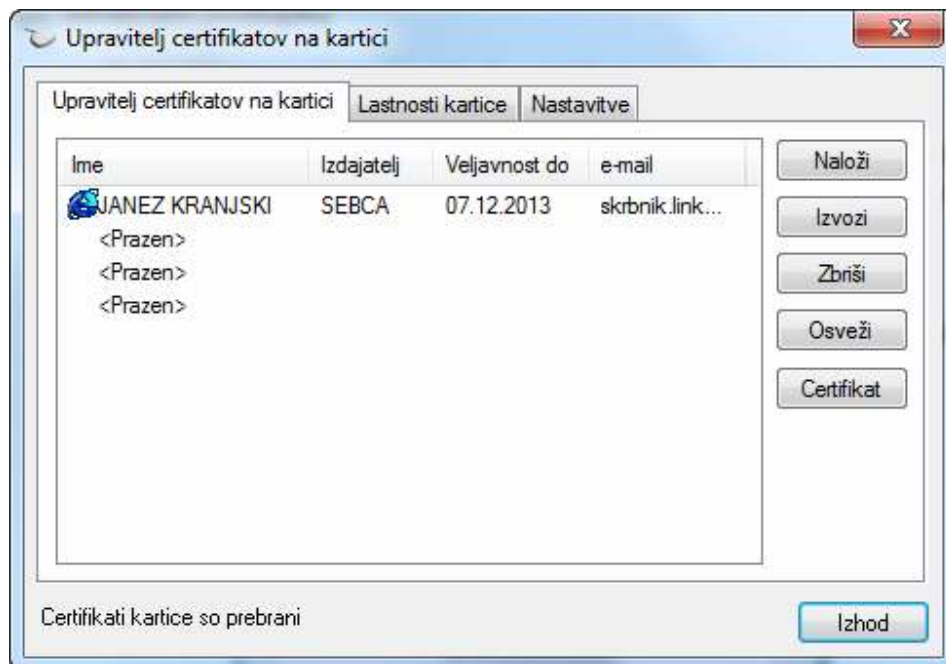 Upravitelj certifikatov na kartici
Upravitelj certifikatov na kartici Lastnosti kartice Nastavitve
Ime Izdajatelj Veljavnost do e-mail
JANEZ KRANJSKI SEBCA 07.12.2013 skrbnik.link...
<Prazen>
<Prazen>
<Prazen>
Naloži
Izvozi
Zbriši
Osveži
Certifikat
Certifikati kartice so prebrani
Izhod